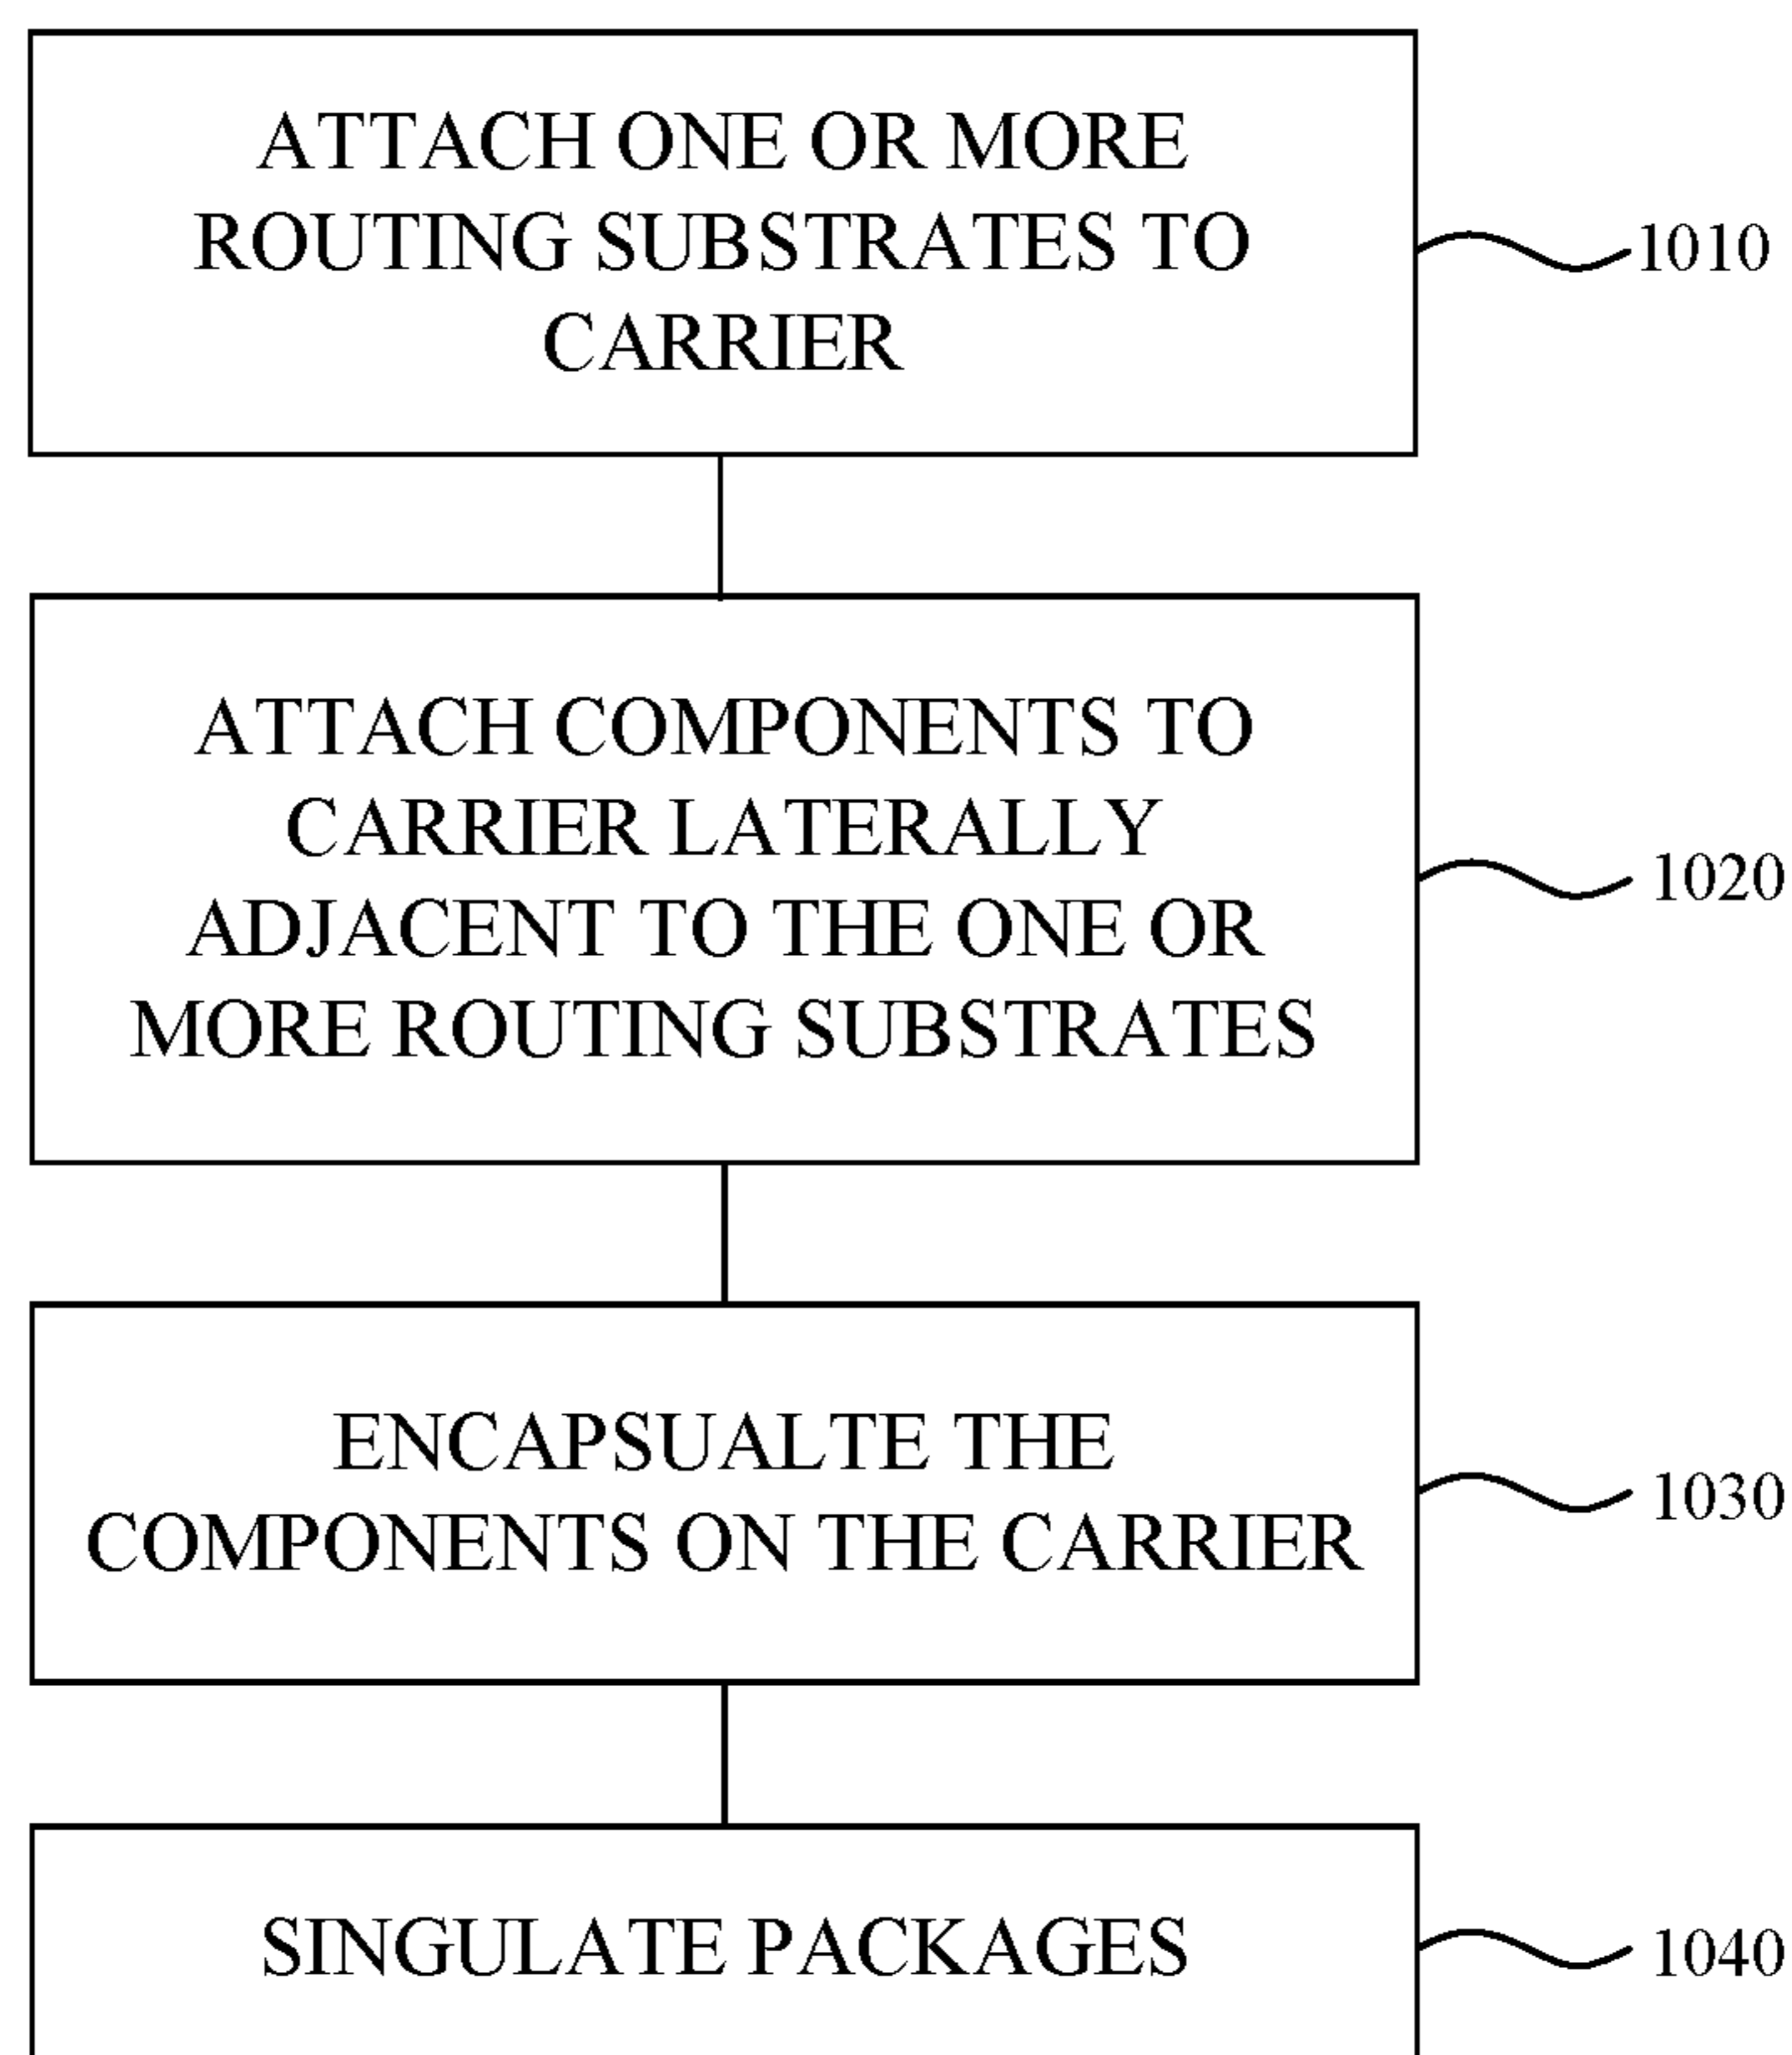 ATTACH ONE OR MORE
ROUTING SUBSTRATES TO
CARRIER
1010
ATTACH COMPONENTS TO
CARRIER LATERALLY
ADJACENT TO THE ONE OR
MORE ROUTING SUBSTRATES
1020
ENCAPSUALTE THE
COMPONENTS ON THE CARRIER
1030
SINGULATE PACKAGES
1040